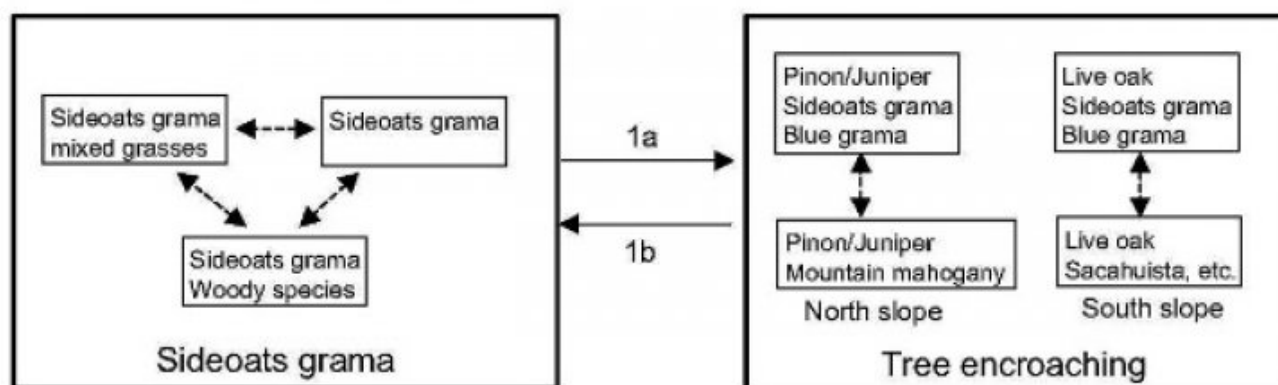 Sideoats grama
mixed grasses
Sideoats grama
Sideoats grama
Woody species
Sideoats grama
1a
1b
Pinon/Juniper
Sideoats grama
Blue grama
Live oak
Sideoats grama
Blue grama
Pinon/Juniper
Mountain mahogany
Live oak
Sacahuista, etc.
North slope
South slope
Tree encroaching